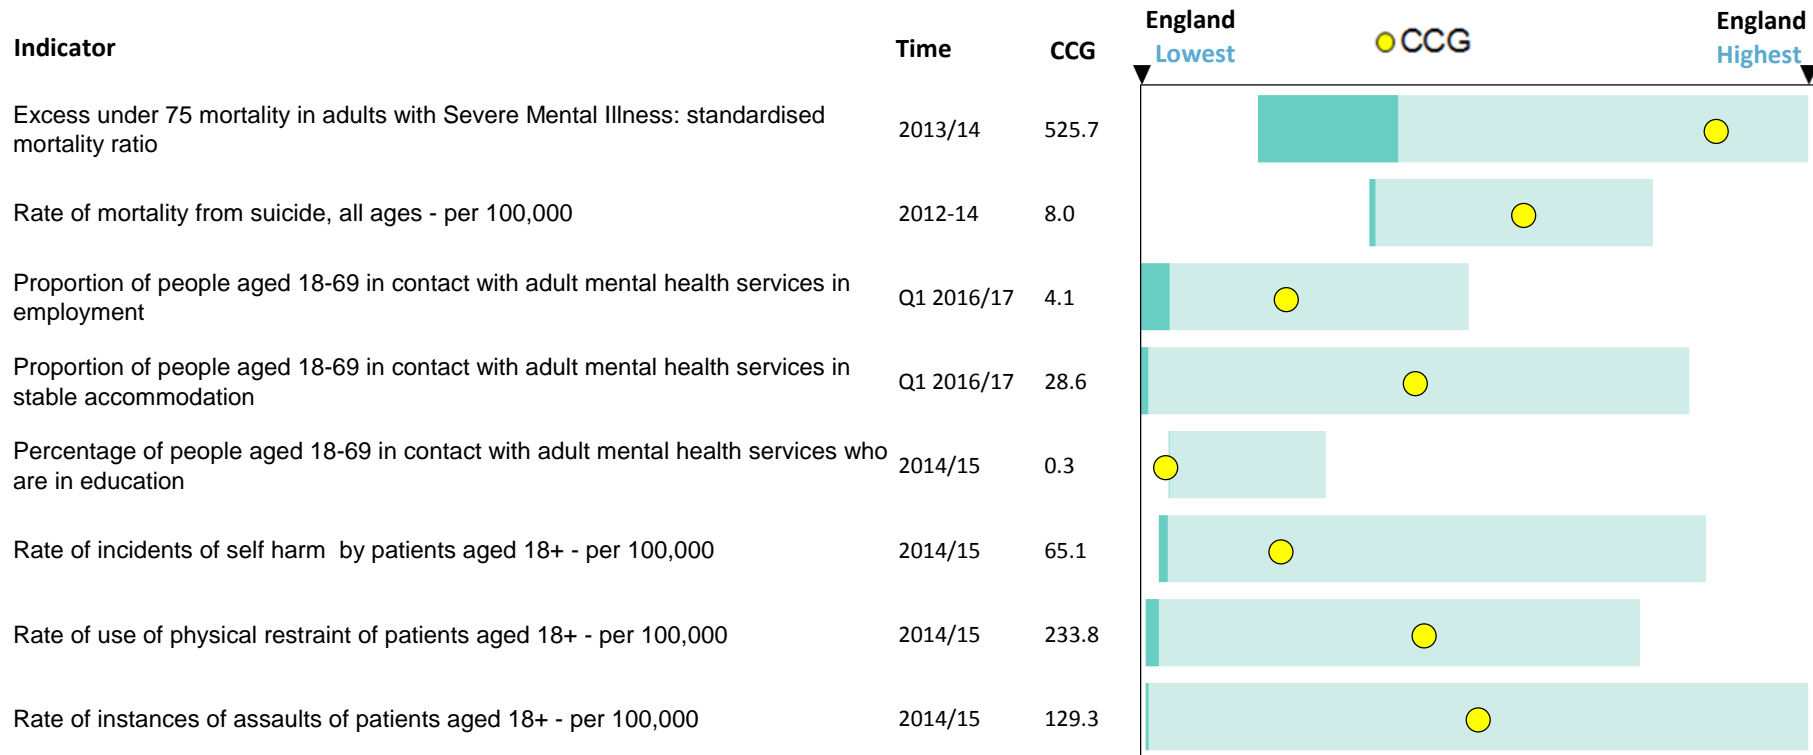 Indicator Time CCG England Lowest CCG England Highest
Excess under 75 mortality in adults with Severe Mental Illness: standardised
mortality ratio 2013/14 525.7
Rate of mortality from suicide, all ages - per 100,000 2012-14 8.0
Proportion of people aged 18-69 in contact with adult mental health services in
employment Q1 2016/17 4.1
Proportion of people aged 18-69 in contact with adult mental health services in
stable accommodation Q1 2016/17 28.6
Percentage of people aged 18-69 in contact with adult mental health services who
are in education 2014/15 0.3
Rate of incidents of self harm  by patients aged 18+ - per 100,000 2014/15 65.1
Rate of use of physical restraint of patients aged 18+ - per 100,000 2014/15 233.8
Rate of instances of assaults of patients aged 18+ - per 100,000 2014/15 129.3